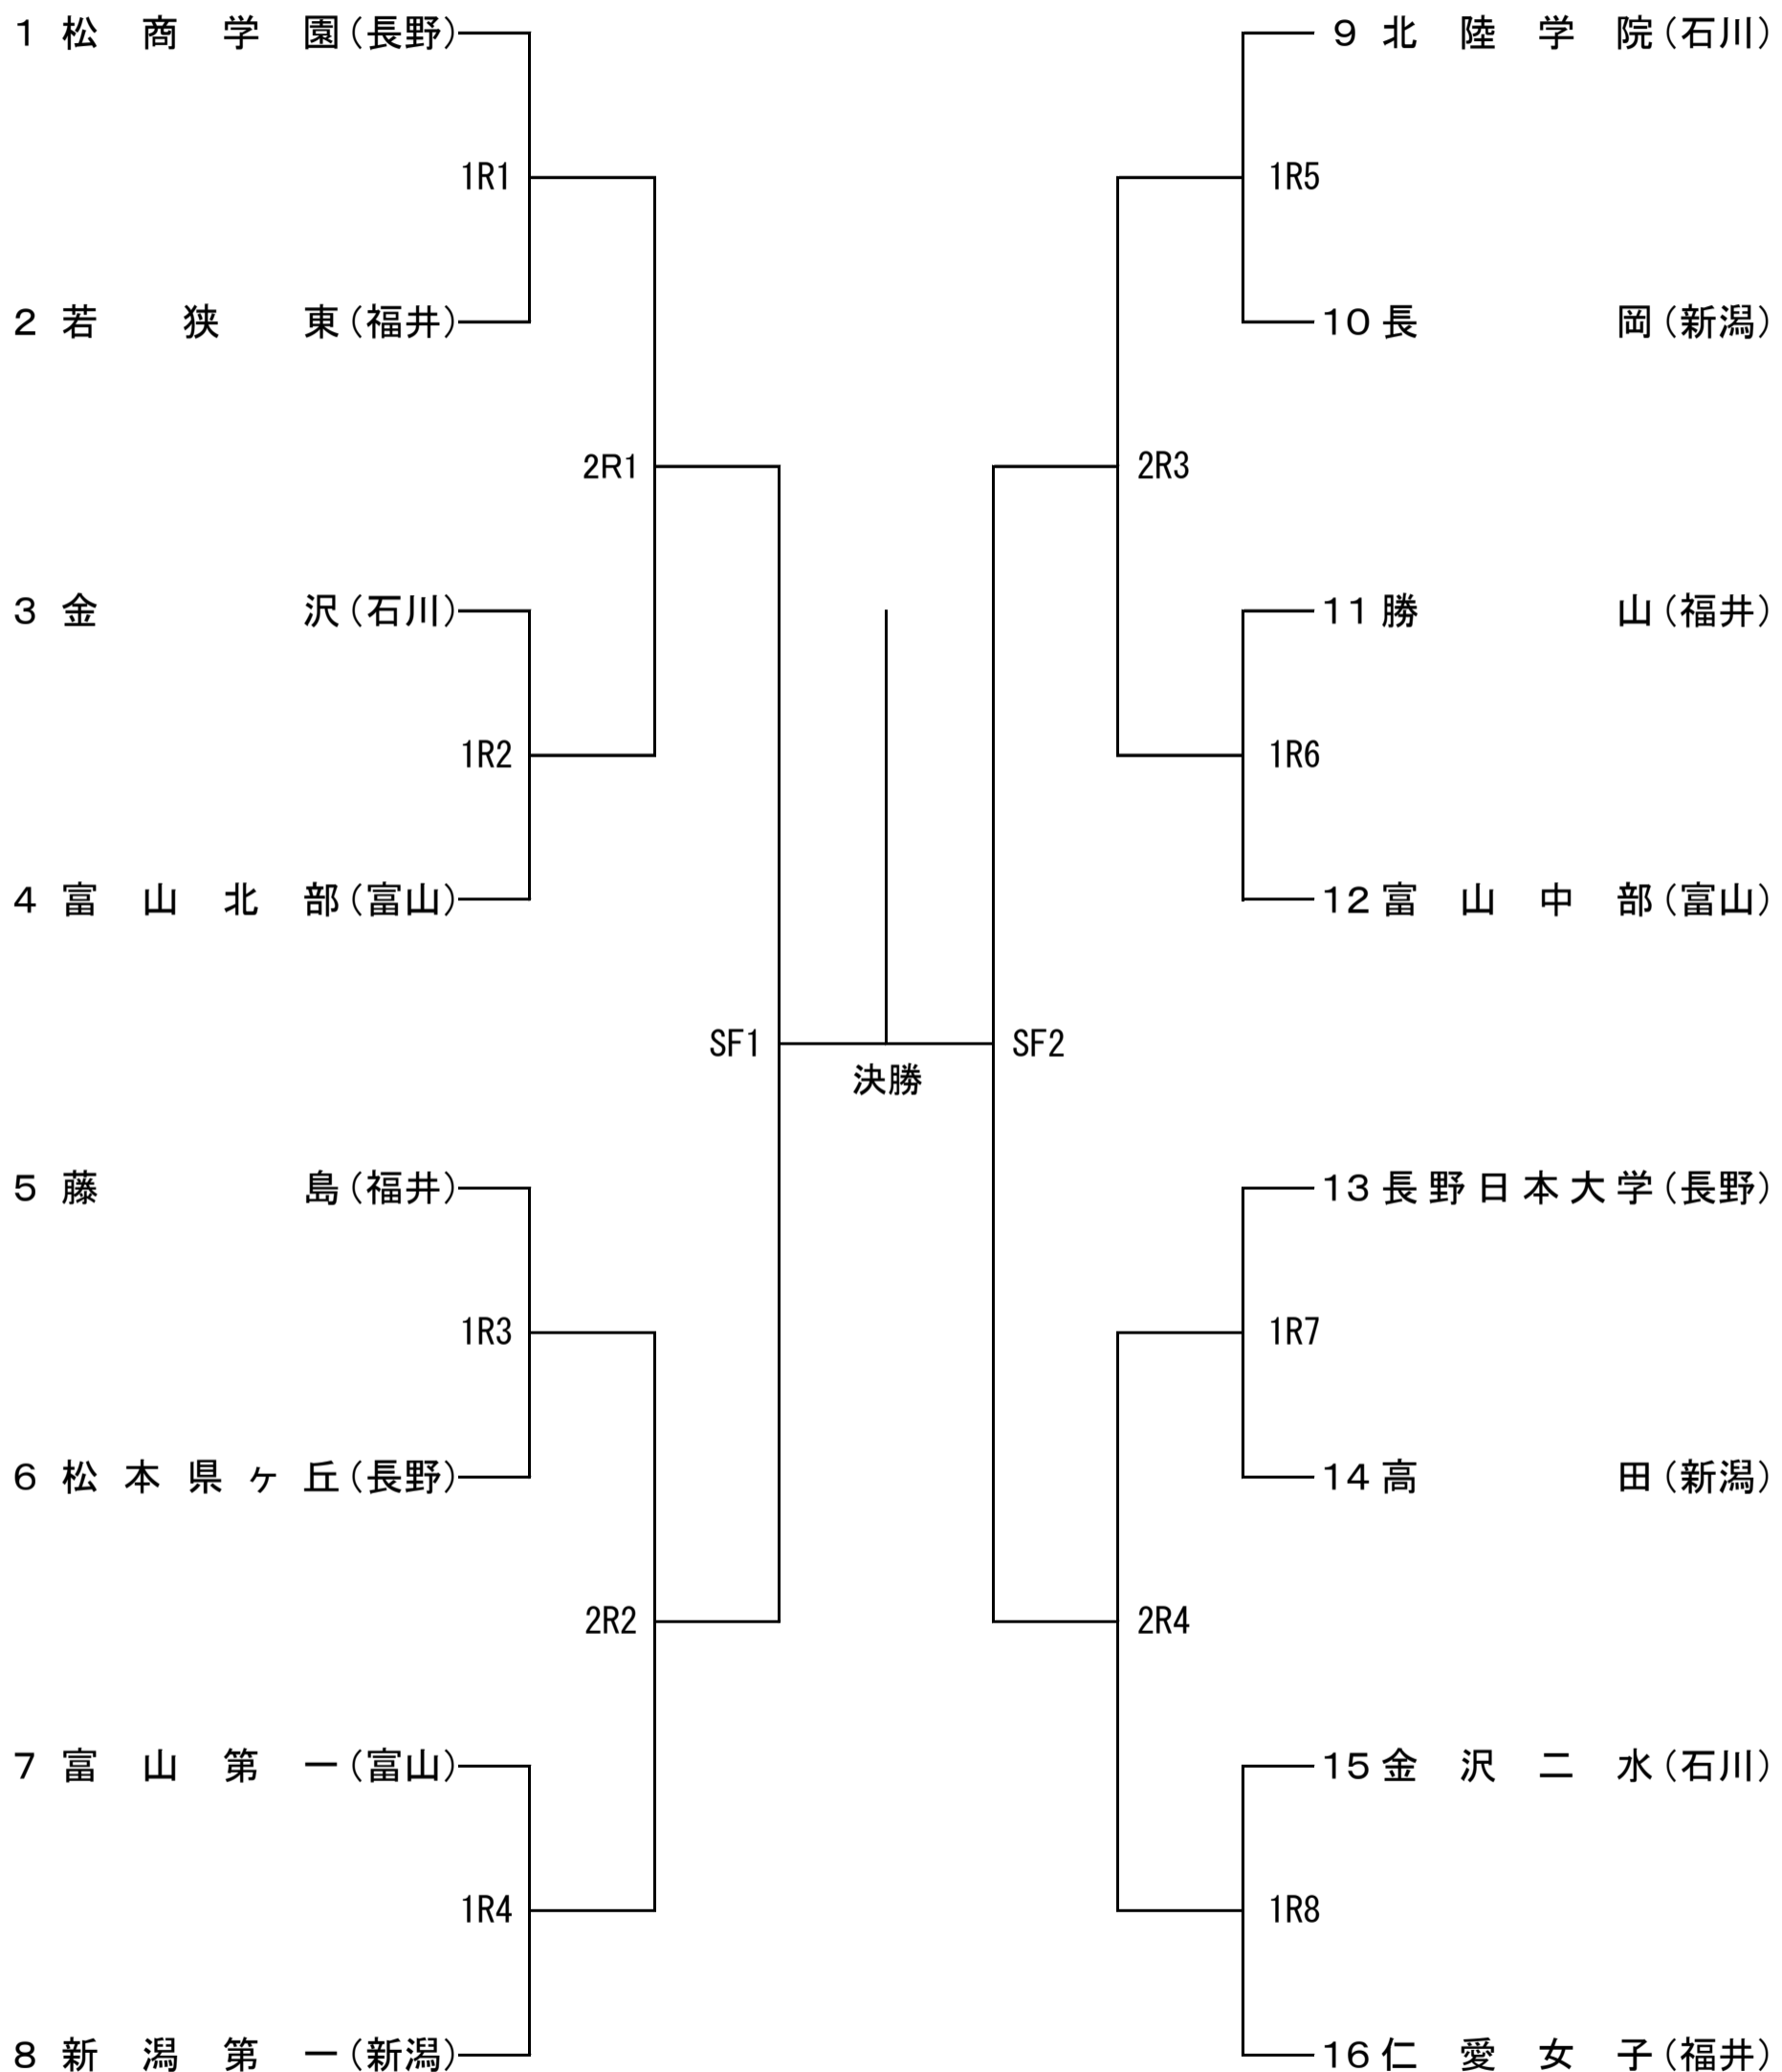 1 松商学園(長野)
1R1
2 若狭東(福井)
2R1
3 金沢(石川)
1R2
4 富山北部(富山)
SF1
5 藤島(福井)
1R3
6 松本県ヶ丘(長野)
2R2
7 富山第一(富山)
1R4
8 新潟第一(新潟)
決勝
9 北陸学院(石川)
1R5
10 長岡(新潟)
2R3
11 勝山(福井)
1R6
12 富山中部(富山)
SF2
13 長野日本大学(長野)
1R7
14 高田(新潟)
2R4
15 金沢二水(石川)
1R8
16 仁愛女子(福井)